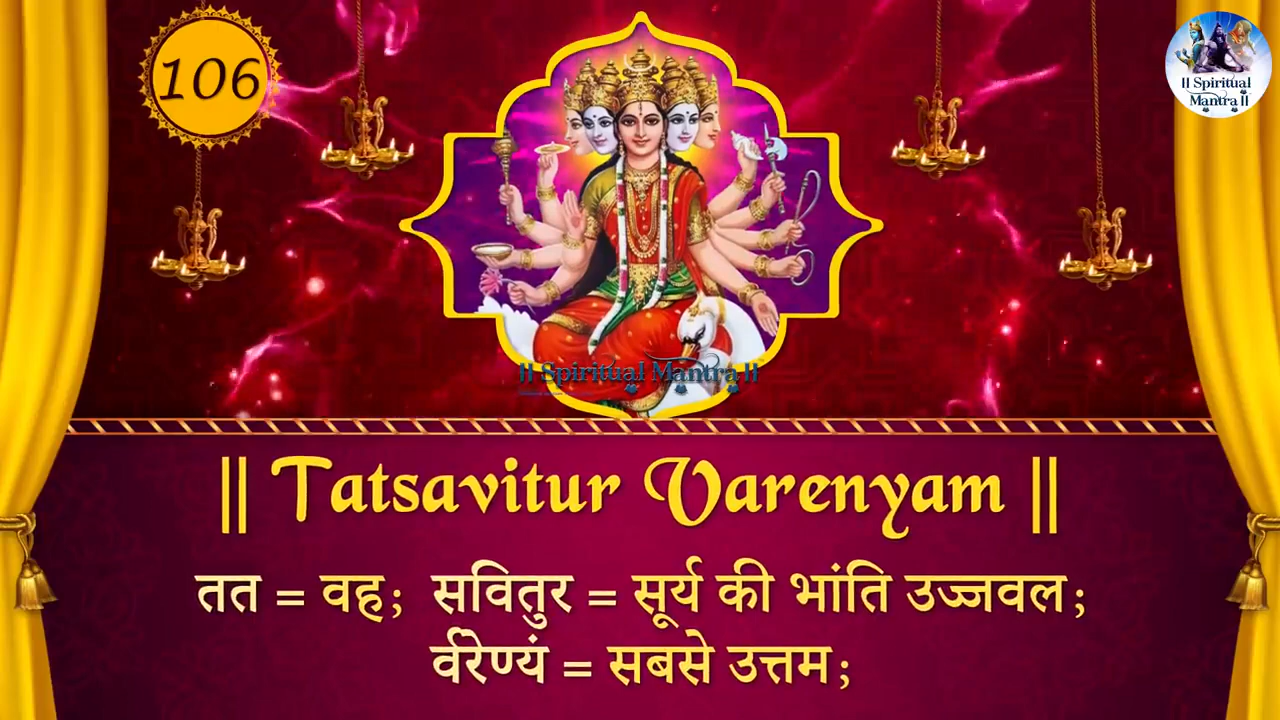 106
|| Spiritual
Mantra ||
|| Spiritual Mantra ||
|| Tatsavitur Varenyam ||
तत = वह; सवितुर = सूर्य की भांति उज्जवल;
र्वरेण्यं = सबसे उत्तम;